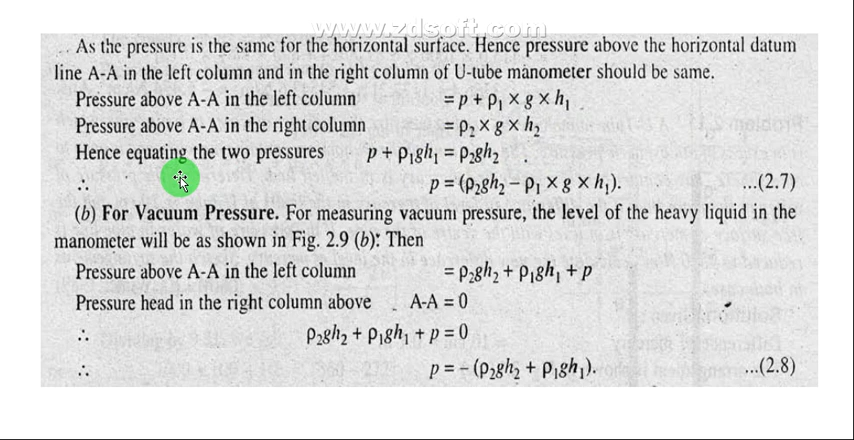 www.zdsoft.com
As the pressure is the same for the horizontal surface. Hence pressure above the horizontal datum
line A-A in the left column and in the right column of U-tube manometer should be same.
Pressure above A-A in the left column = p + ρ₁ × g × h₁
Pressure above A-A in the right column = ρ₂ × g × h₂
Hence equating the two pressures p + ρ₁gh₁ = ρ₂gh₂
∴ p = (ρ₂gh₂ – ρ₁ × g × h₁). ...(2.7)
(b) For Vacuum Pressure. For measuring vacuum pressure, the level of the heavy liquid in the
manometer will be as shown in Fig. 2.9 (b): Then
Pressure above A-A in the left column = ρ₂gh₂ + ρ₁gh₁ + p
Pressure head in the right column above A-A = 0
∴ ρ₂gh₂ + ρ₁gh₁ + p = 0
∴ p = – (ρ₂gh₂ + ρ₁gh₁). ...(2.8)